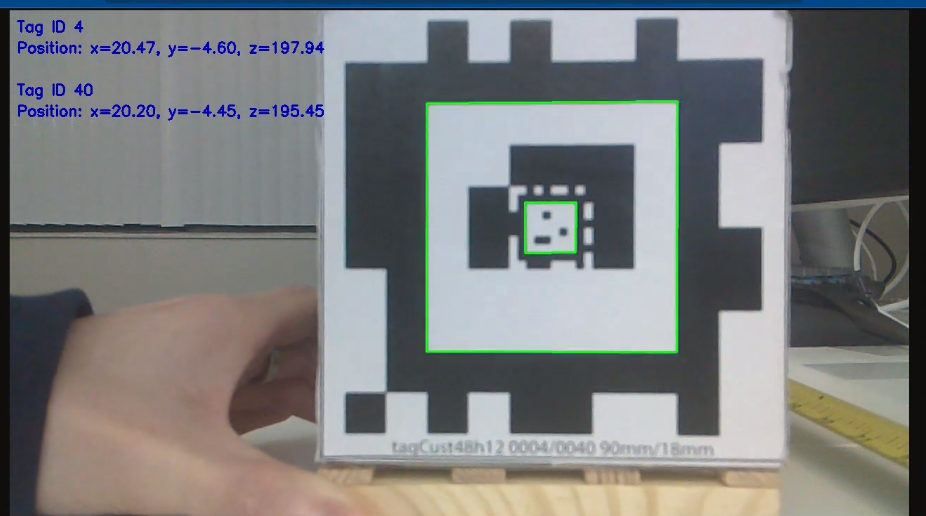 Tag ID 4
Position: x=20.47, y=-4.60, z=197.94
Tag ID 40
Position: x=20.20, y=-4.45, z=195.45
tagCust48h12 0004/0040 90mm/18mm